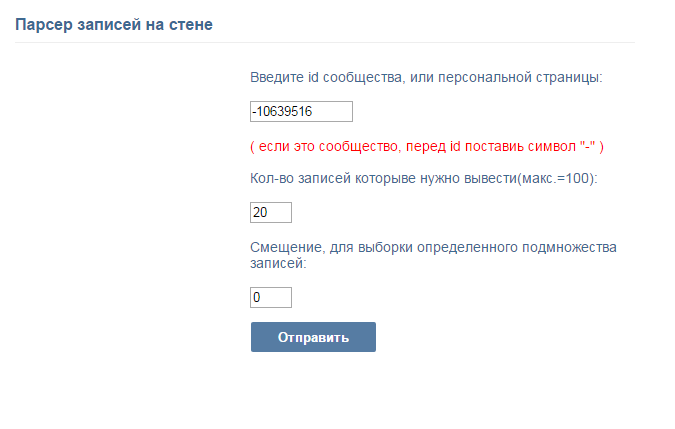 Парсер записей на стене
Введите id сообщества, или персональной страницы:
-10639516
( если это сообщество, перед id поставиь символ "-" )
Кол-во записей которыве нужно вывести(макс.=100):
20
Смещение, для выборки определенного подмножества
записей:
0
Отправить